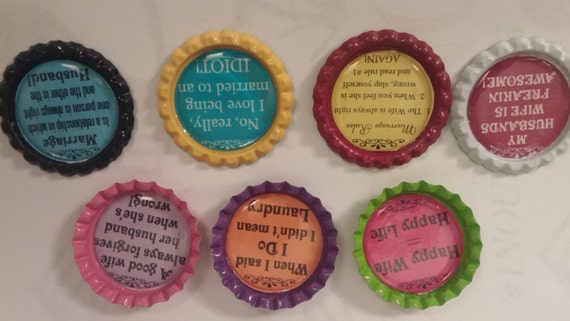 Marriage
is a relationship in which
one person is always right
and the other is the
Husband!
No, really,
I love being
married to an
IDIOT!
Marriage Rules
1. The Wife is always right
2. When you feel she is
wrong, slap yourself
and read rule #1
AGAIN!
MY
HUSBANDS
WIFE IS
FREAKIN'
AWESOME!
A good wife
always forgives
her husband
when she's
wrong!
When I said
I Do
I didn't mean
Laundry
Happy Wife
=
Happy Life